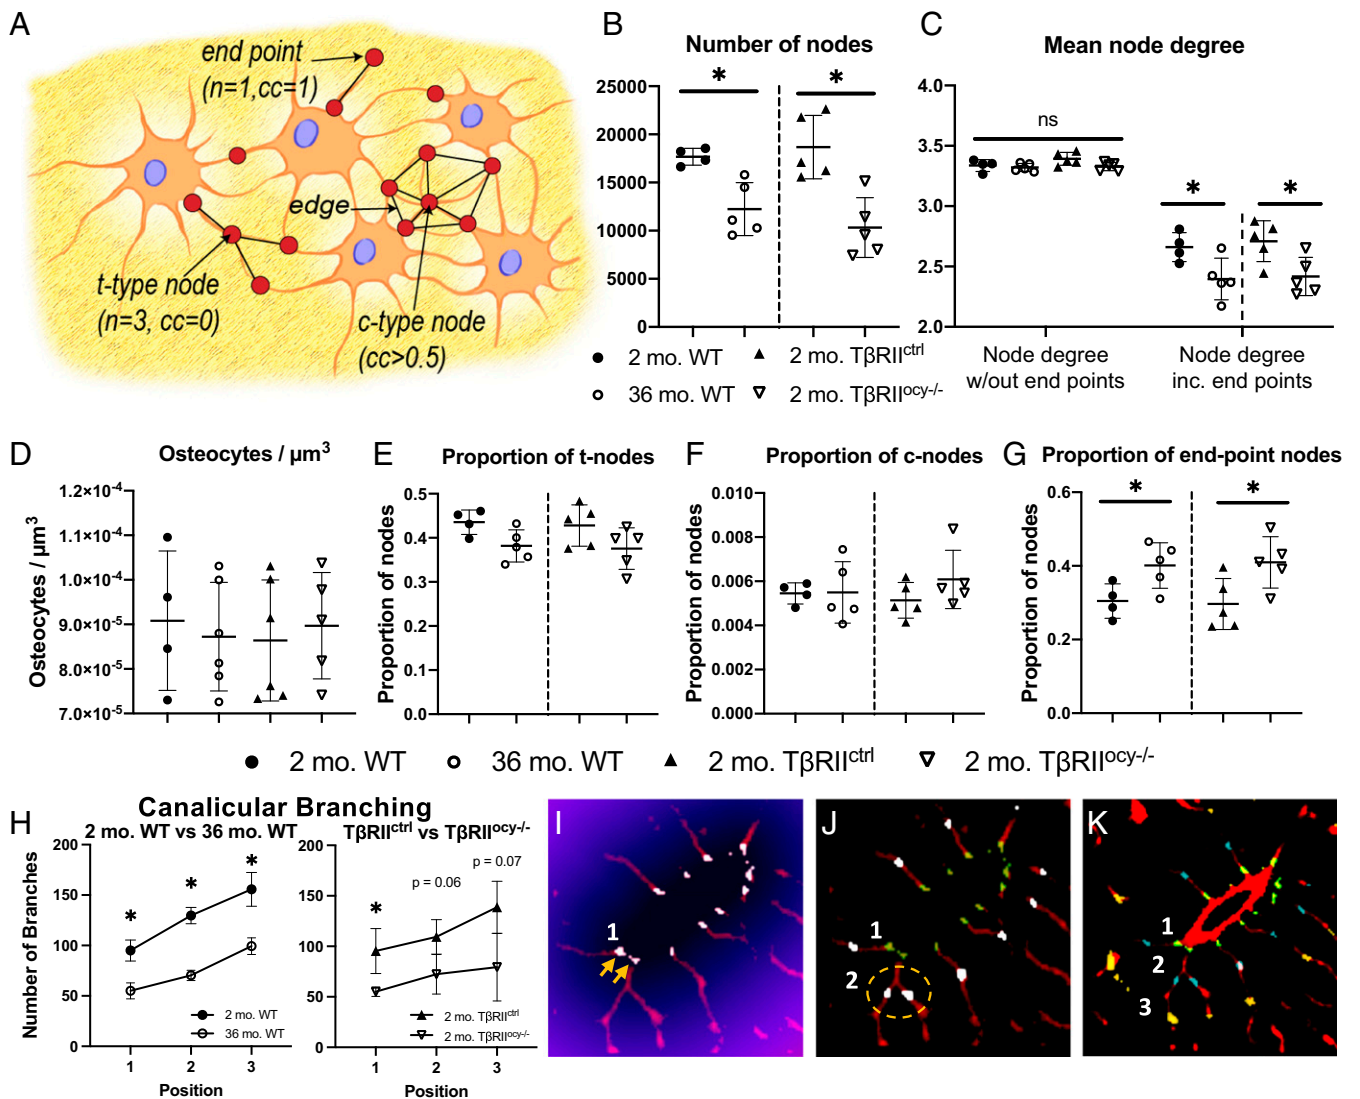 A
end point
(n=1,cc=1)
edge
t-type node
(n=3, cc=0)
c-type node
(cc>0.5)
B
Number of nodes
*
*
25000
20000
15000
10000
5000
0
C
Mean node degree
4.0
3.5
3.0
2.5
2.0
ns
*
*
Node degree
w/out end points
Node degree
inc. end points
2 mo. WT
2 mo. TβRII^ctrl
36 mo. WT
2 mo. TβRII^ocy-/-
D
Osteocytes / µm³
Osteocytes / µm³
1.2×10⁻⁴
1.1×10⁻⁴
1.0×10⁻⁴
9.0×10⁻⁵
8.0×10⁻⁵
7.0×10⁻⁵
E
Proportion of t-nodes
Proportion of nodes
0.5
0.4
0.3
0.2
0.1
0.0
F
Proportion of c-nodes
Proportion of nodes
0.010
0.008
0.006
0.004
0.002
0.000
G
Proportion of end-point nodes
Proportion of nodes
0.6
0.4
0.2
0.0
*
*
2 mo. WT
36 mo. WT
2 mo. TβRII^ctrl
2 mo. TβRII^ocy-/-
H
Canalicular Branching
2 mo. WT vs 36 mo. WT
Number of Branches
200
150
100
50
0
*
*
*
2 mo. WT
36 mo. WT
1 2 3
Position
TβRII^ctrl vs TβRII^ocy-/-
200
150
100
50
0
*
p = 0.06
p = 0.07
2 mo. TβRII^ctrl
2 mo. TβRII^ocy-/-
1 2 3
Position
I
1
J
1
2
K
1
2
3